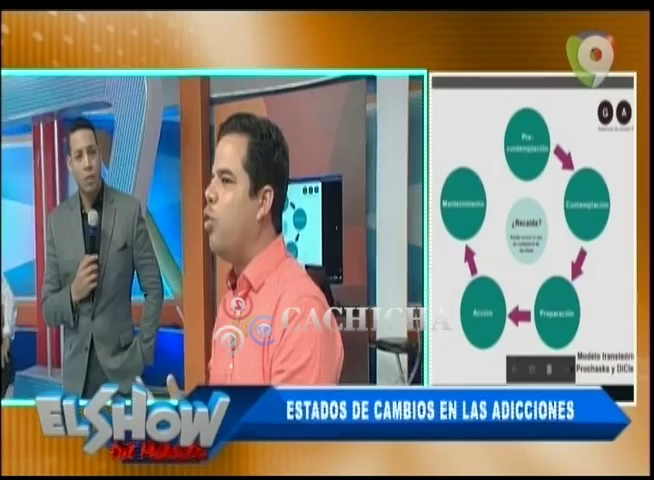 9
G A
Pre-
contemplación
Mantenimiento
Contemplación
¿Recaída?
Acción
Preparación
Modelo transteór
Prochaska y DiCle
CACHICHA
EL SHOW
Del Mediodía
ESTADOS DE CAMBIOS EN LAS ADICCIONES